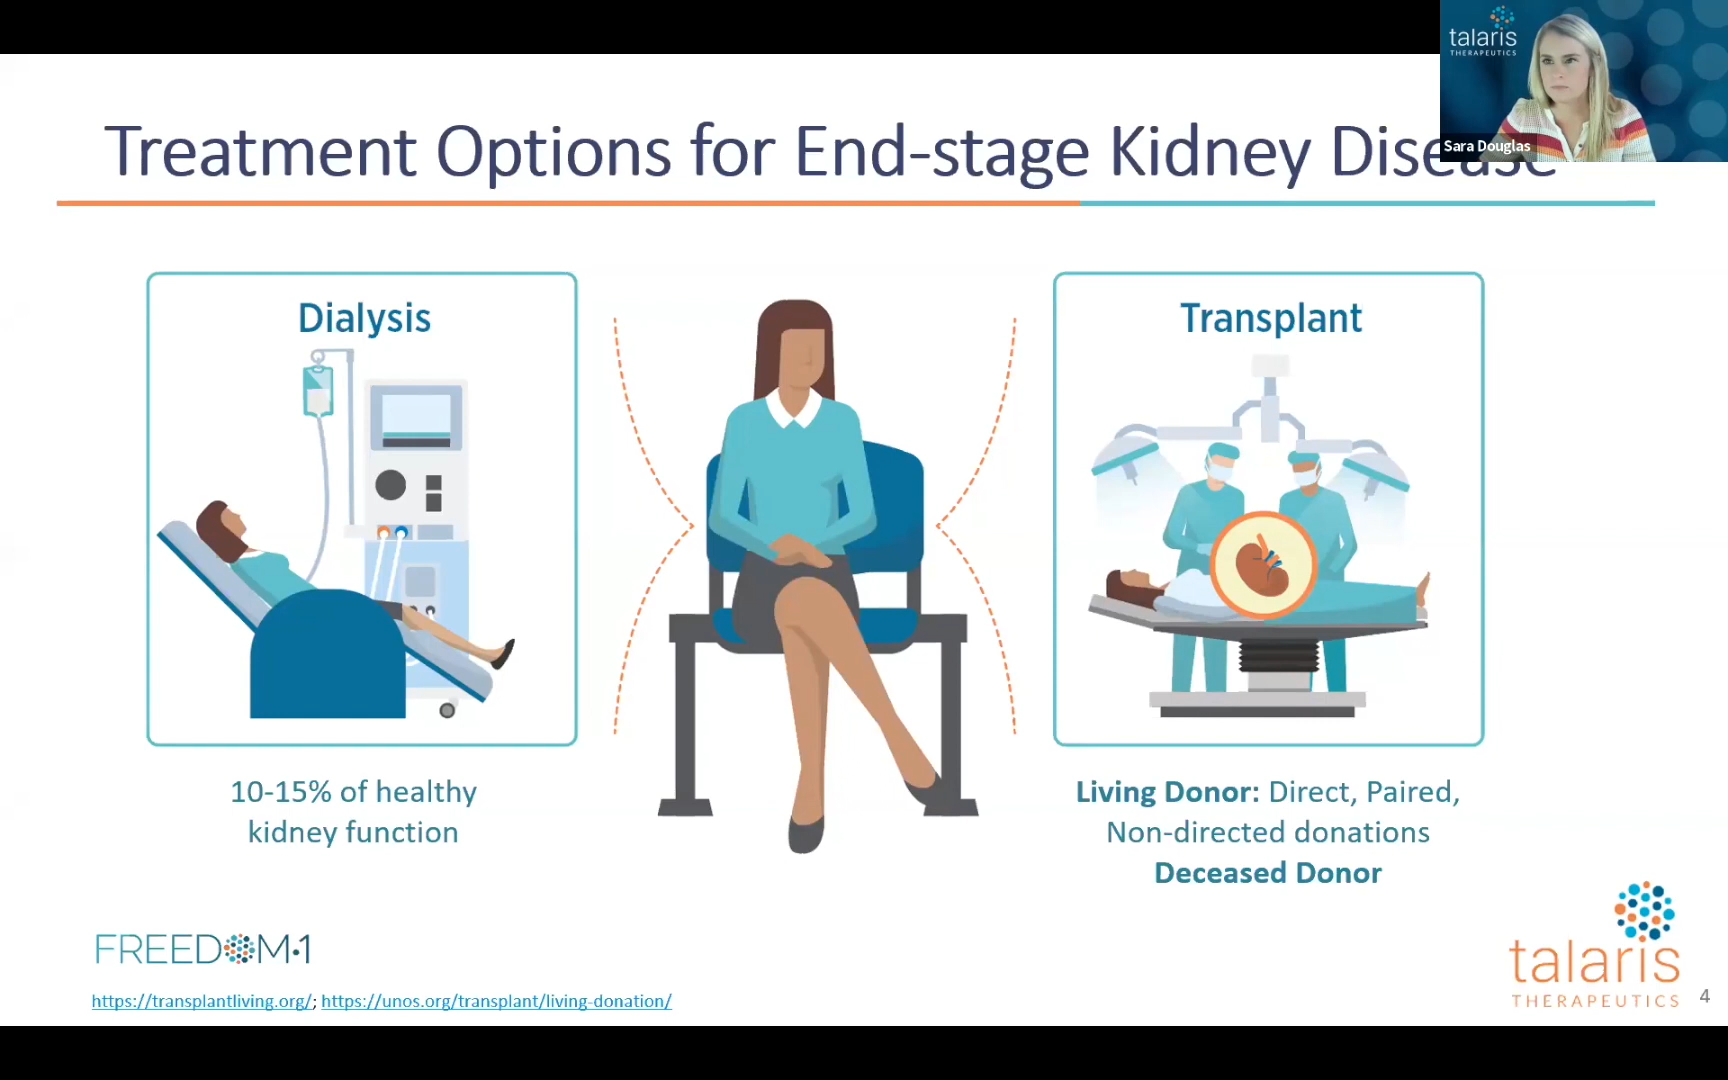 talaris
THERAPEUTICS
Sara Douglas
Treatment Options for End-stage Kidney Disease
Dialysis
Transplant
10-15% of healthy
kidney function
Living Donor: Direct, Paired,
Non-directed donations
Deceased Donor
FREEDOM·1
https://transplantliving.org/; https://unos.org/transplant/living-donation/
talaris
THERAPEUTICS
4